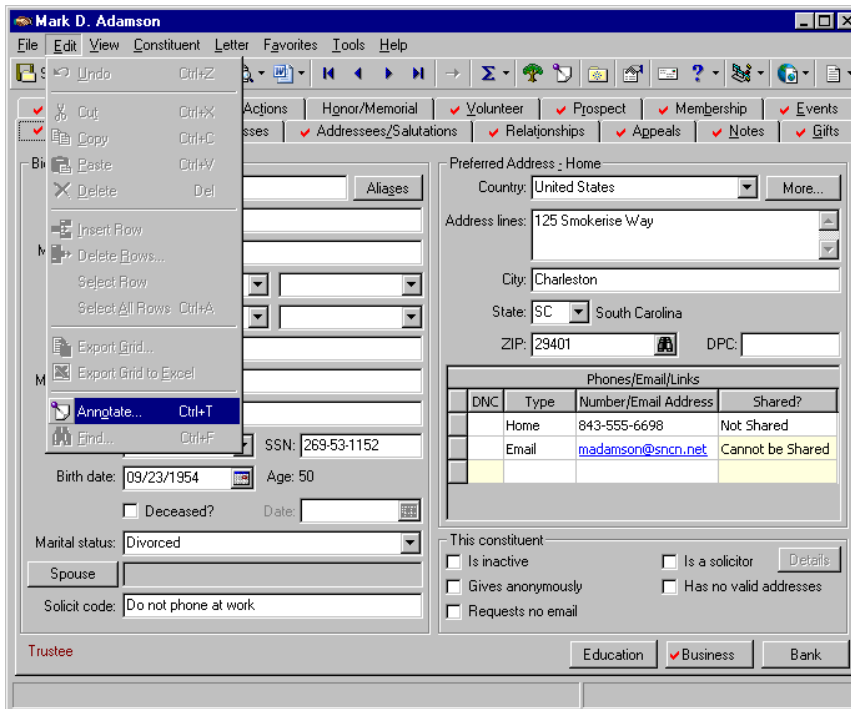 Mark D. Adamson
File Edit View Constituent Letter Favorites Tools Help
Actions Honor/Memorial Volunteer Prospect Membership Events
Addressees/Salutations Relationships Appeals Notes Gifts
Undo Ctrl+Z
Cut Ctrl+X
Copy Ctrl+C
Paste Ctrl+V
Delete Del
Insert Row
Delete Rows...
Select Row
Select All Rows Ctrl+A
Export Grid...
Export Grid to Excel
Annotate... Ctrl+T
Find... Ctrl+F
Aliases
SSN: 269-53-1152
Birth date: 09/23/1954 Age: 50
Deceased? Date:
Marital status: Divorced
Spouse
Solicit code: Do not phone at work
Preferred Address - Home
Country: United States More...
Address lines: 125 Smokerise Way
City: Charleston
State: SC South Carolina
ZIP: 29401 DPC:
Phones/Email/Links
DNC Type Number/Email Address Shared?
Home 843-555-6698 Not Shared
Email madamson@sncn.net Cannot be Shared
This constituent
Is inactive Is a solicitor Details
Gives anonymously Has no valid addresses
Requests no email
Trustee
Education Business Bank